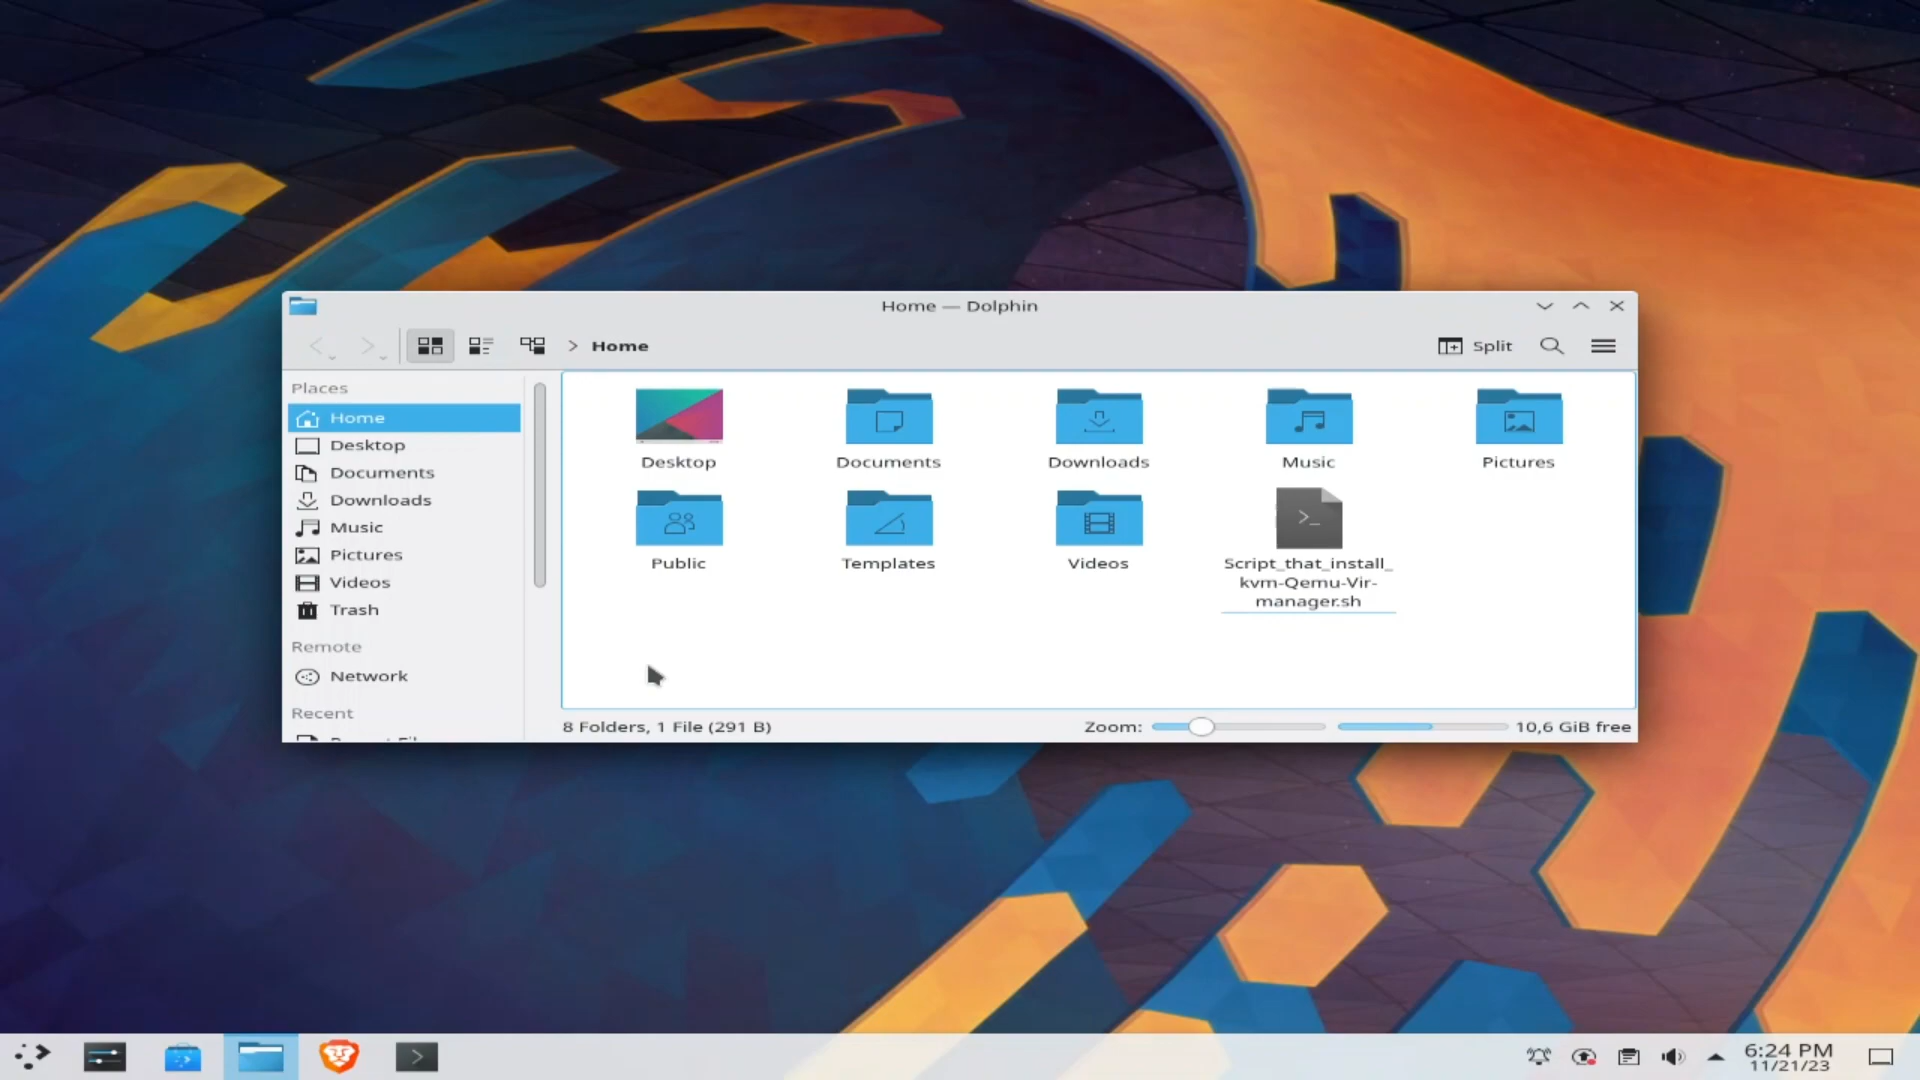 Home — Dolphin
Home
Split
Places
Home
Desktop
Documents
Downloads
Music
Pictures
Videos
Trash
Remote
Network
Recent
Desktop
Documents
Downloads
Music
Pictures
Public
Templates
Videos
Script_that_install_
kvm-Qemu-Vir-
manager.sh
8 Folders, 1 File (291 B)
Zoom:
10,6 GiB free
6:24 PM
11/21/23